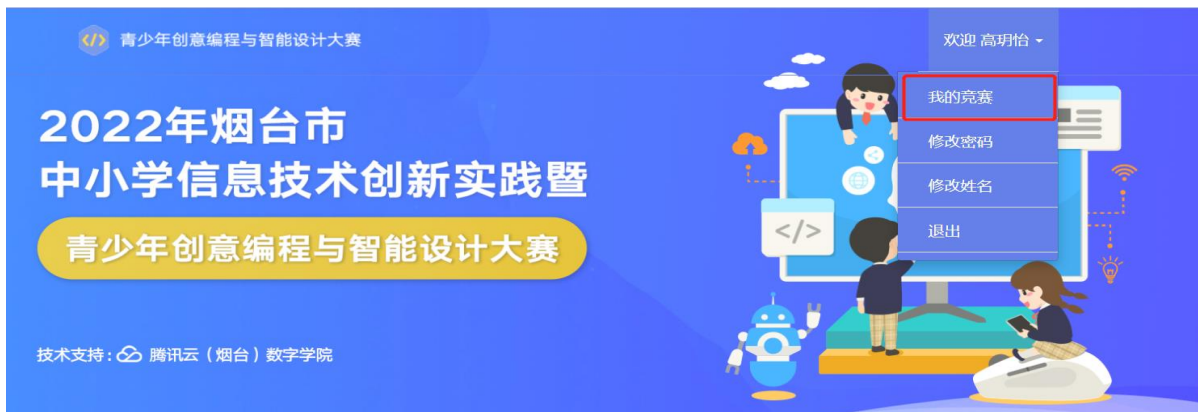 </> 青少年创意编程与智能设计大赛
欢迎 高玥怡
我的竞赛
修改密码
修改姓名
退出
2022年烟台市
中小学信息技术创新实践暨
青少年创意编程与智能设计大赛
</>
技术支持: 腾讯云（烟台）数字学院